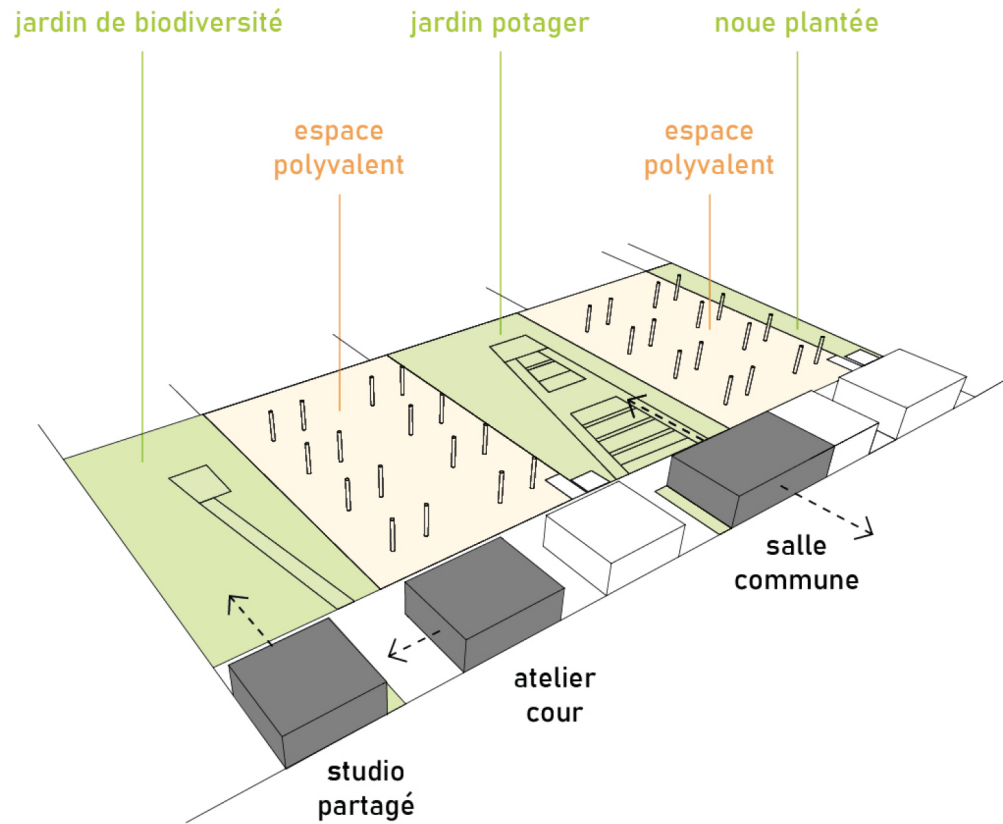 jardin de biodiversité
jardin potager
noue plantée
espace
polyvalent
espace
polyvalent
salle
commune
atelier
cour
studio
partagé